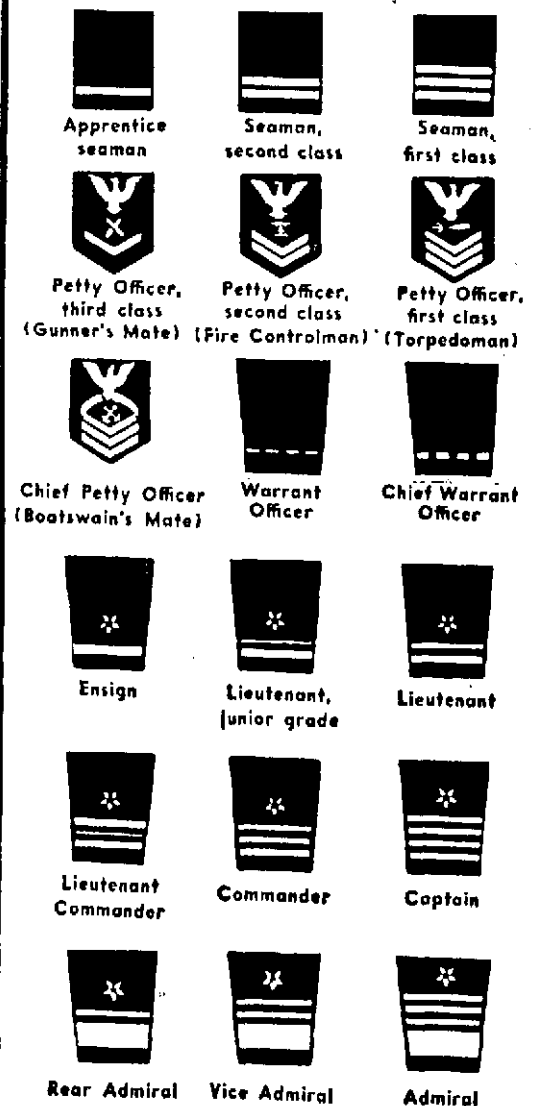 Apprentice
seaman
Seaman,
second class
Seaman,
first class
Petty Officer,
third class
(Gunner's Mate)
Petty Officer,
second class
(Fire Controlman)
Petty Officer,
first class
(Torpedoman)
Chief Petty Officer
(Boatswain's Mate)
Warrant
Officer
Chief Warrant
Officer
Ensign
Lieutenant,
junior grade
Lieutenant
Lieutenant
Commander
Commander
Captain
Rear Admiral
Vice Admiral
Admiral